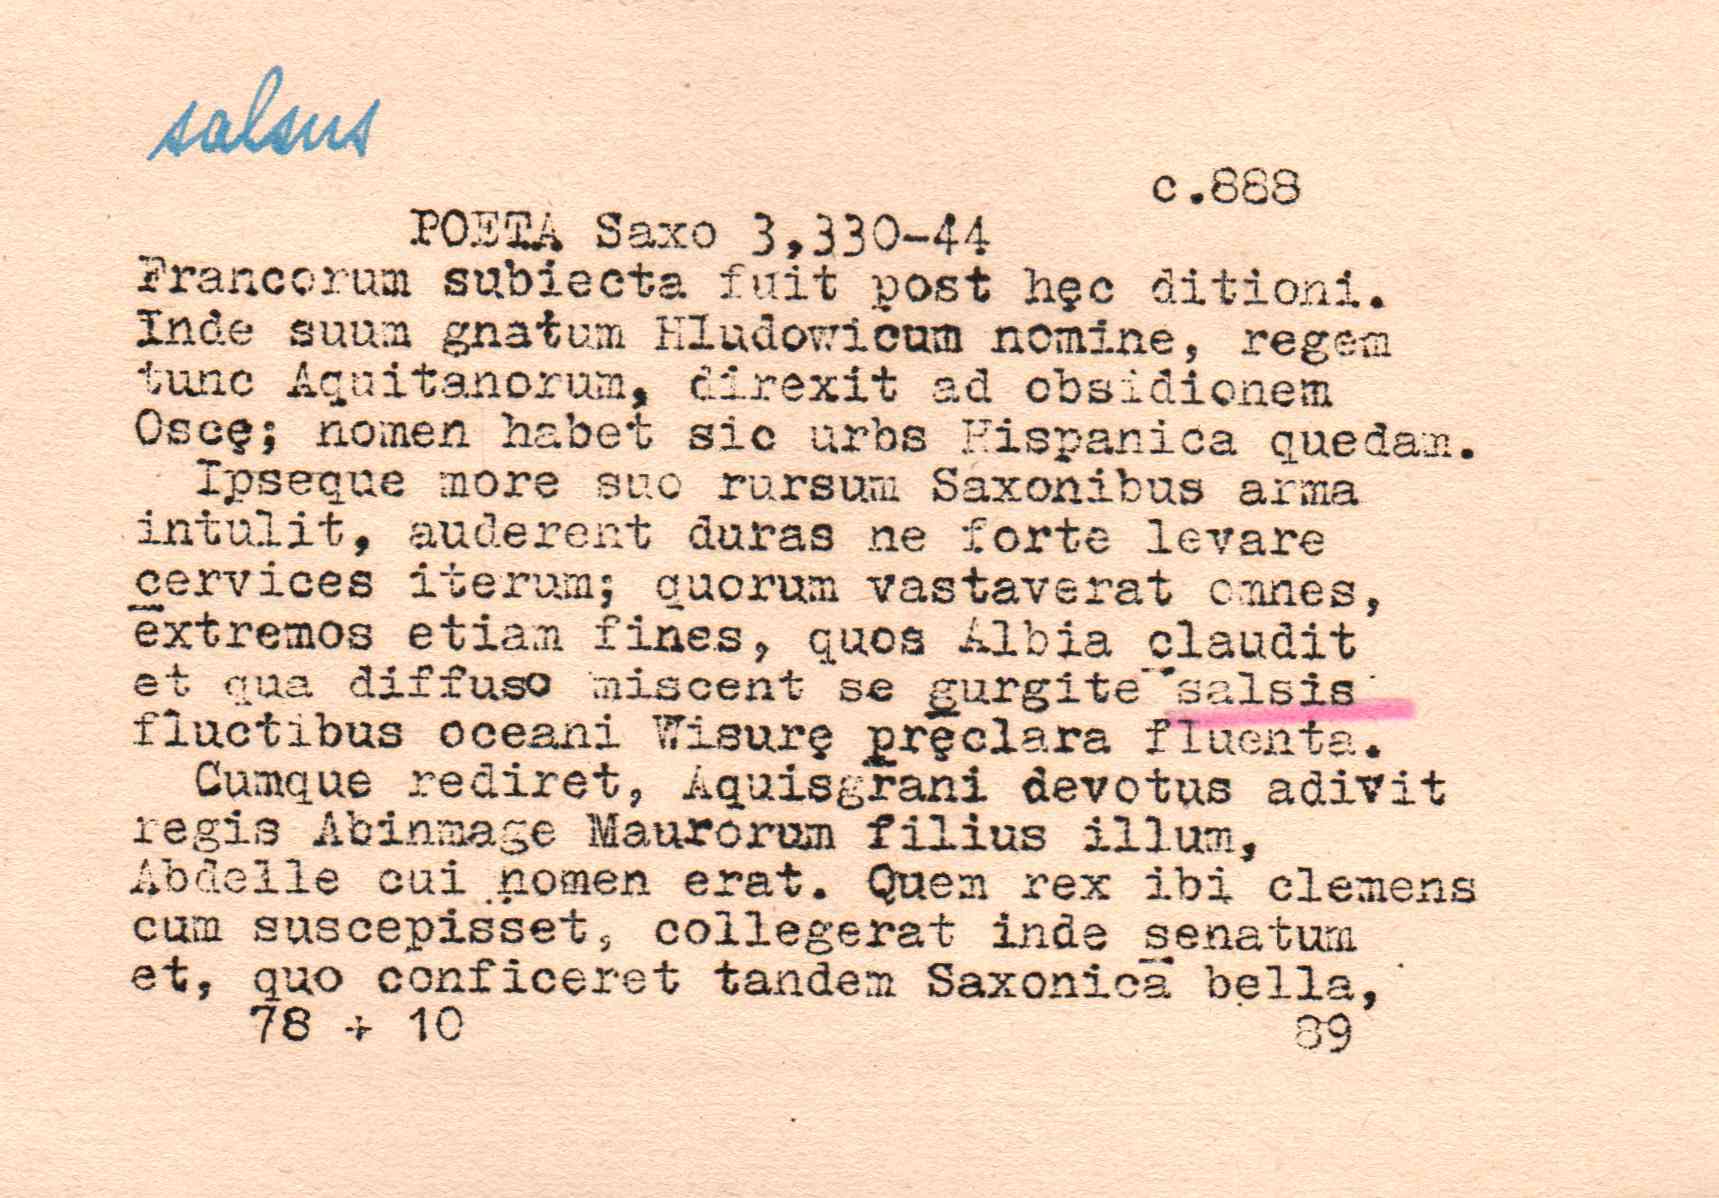 salsus
c.888
POETA Saxo 3,330-44
Francorum subiecta fuit post hęc ditioni.
Inde suum gnatum Hludowicum nomine, regem
tunc Aquitanorum, direxit ad obsidionem
Oscę; nomen habet sic urbs Hispanica quedam.
Ipseque more suo rursum Saxonibus arma
intulit, auderent duras ne forte levare
cervices iterum; quorum vastaverat omnes,
extremos etiam fines, quos Albia claudit
et qua diffuso miscent se gurgite salsis
fluctibus oceani Wisurę pręclara fluenta.
Cumque rediret, Aquisgrani devotus adivit
regis Abinmage Maurorum filius illum,
Abdelle cui nomen erat. Quem rex ibi clemens
cum suscepisset, collegerat inde senatum
et, quo conficeret tandem Saxonica bella,
78 + 10 89